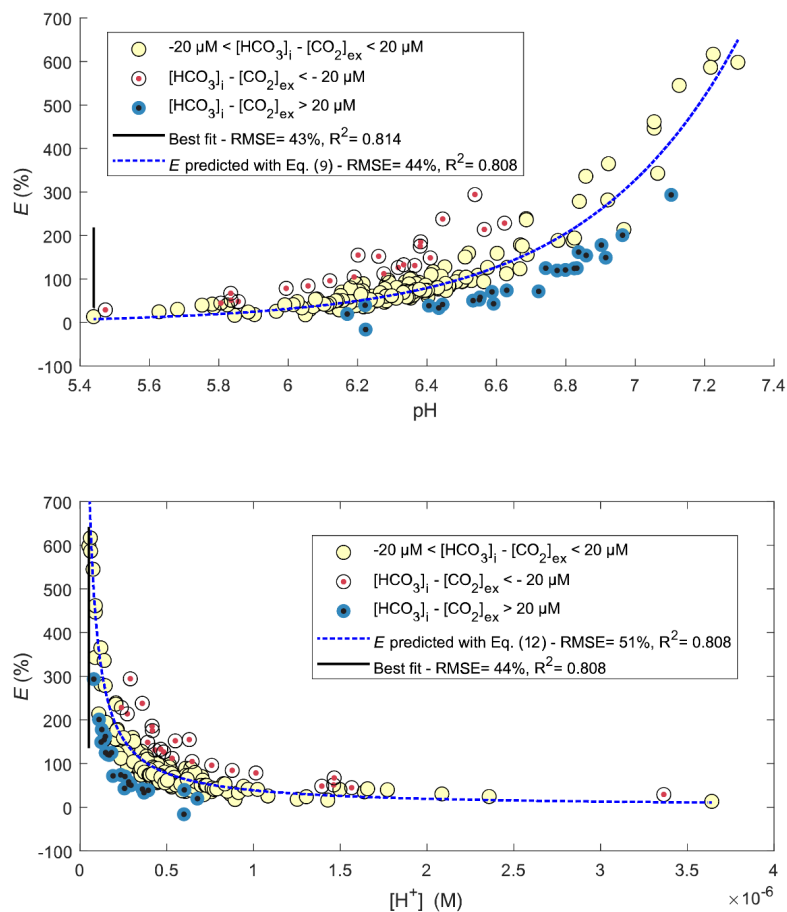 700
600
500
400
300
200
100
0
-100
E (%)
-20 µM < [HCO3]i - [CO2]ex < 20 µM
[HCO3]i - [CO2]ex < - 20 µM
[HCO3]i - [CO2]ex > 20 µM
Best fit - RMSE= 43%, R2= 0.814
E predicted with Eq. (9) - RMSE= 44%, R2= 0.808
5.4 5.6 5.8 6 6.2 6.4 6.6 6.8 7 7.2 7.4
pH
700
600
500
400
300
200
100
0
-100
E (%)
-20 µM < [HCO3]i - [CO2]ex < 20 µM
[HCO3]i - [CO2]ex < - 20 µM
[HCO3]i - [CO2]ex > 20 µM
E predicted with Eq. (12) - RMSE= 51%, R2= 0.808
Best fit - RMSE= 44%, R2= 0.808
0 0.5 1 1.5 2 2.5 3 3.5 4
[H+] (M)
×10-6